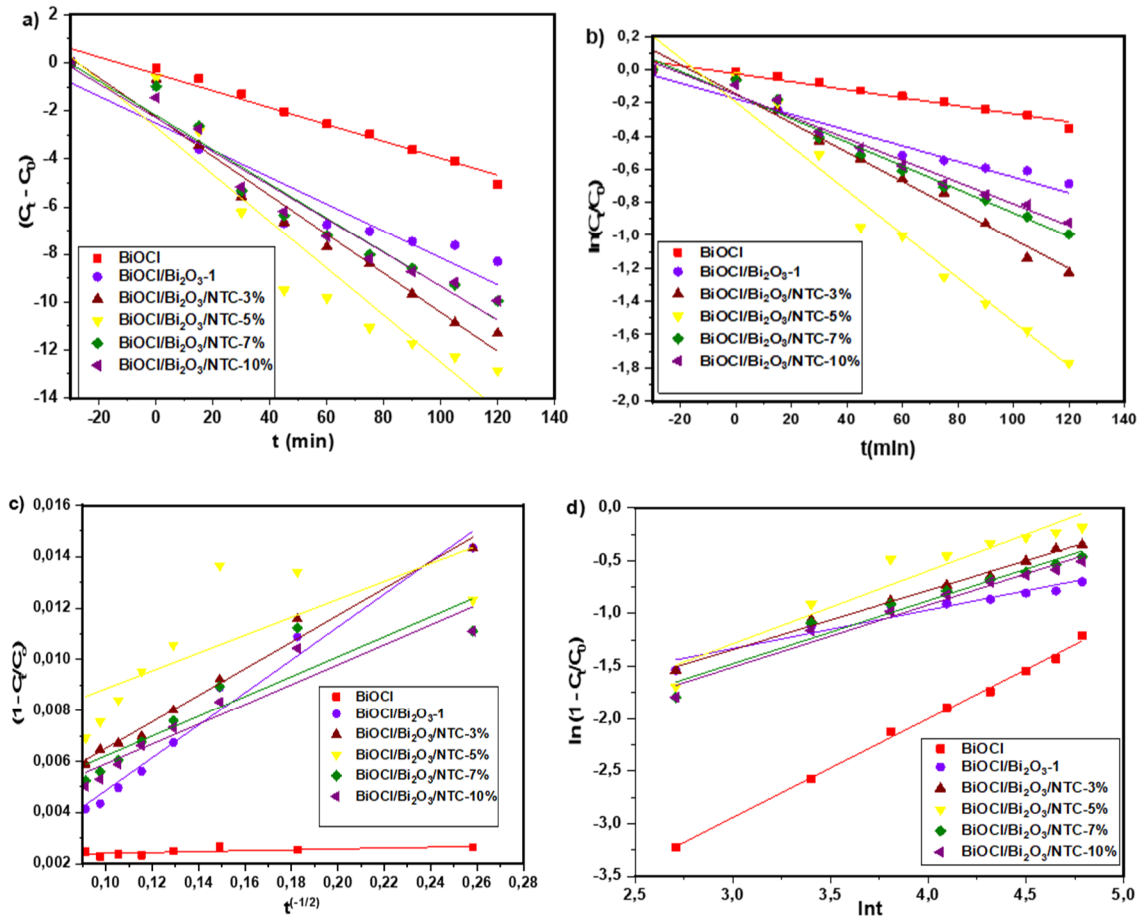 a)
(Cₜ - C₀)
2
0
-2
-4
-6
-8
-10
-12
-14
BiOCl
BiOCl/Bi₂O₃-1
BiOCl/Bi₂O₃/NTC-3%
BiOCl/Bi₂O₃/NTC-5%
BiOCl/Bi₂O₃/NTC-7%
BiOCl/Bi₂O₃/NTC-10%
-20 0 20 40 60 80 100 120 140
t (min)
b)
ln(Cₜ/C₀)
0,2
0,0
-0,2
-0,4
-0,6
-0,8
-1,0
-1,2
-1,4
-1,6
-1,8
-2,0
BiOCl
BiOCl/Bi₂O₃-1
BiOCl/Bi₂O₃/NTC-3%
BiOCl/Bi₂O₃/NTC-5%
BiOCl/Bi₂O₃/NTC-7%
BiOCl/Bi₂O₃/NTC-10%
-20 0 20 40 60 80 100 120 140
t(min)
c)
0,016
0,014
0,012
0,010
0,008
0,006
0,004
0,002
BiOCl
BiOCl/Bi₂O₃-1
BiOCl/Bi₂O₃/NTC-3%
BiOCl/Bi₂O₃/NTC-5%
BiOCl/Bi₂O₃/NTC-7%
BiOCl/Bi₂O₃/NTC-10%
0,10 0,12 0,14 0,16 0,18 0,20 0,22 0,24 0,26 0,28
t⁽⁻¹/²⁾
d)
ln (1 - Cₜ/C₀)
0,0
-0,5
-1,0
-1,5
-2,0
-2,5
-3,0
-3,5
BiOCl
BiOCl/Bi₂O₃-1
BiOCl/Bi₂O₃/NTC-3%
BiOCl/Bi₂O₃/NTC-5%
BiOCl/Bi₂O₃/NTC-7%
BiOCl/Bi₂O₃/NTC-10%
2,5 3,0 3,5 4,0 4,5 5,0
lnt